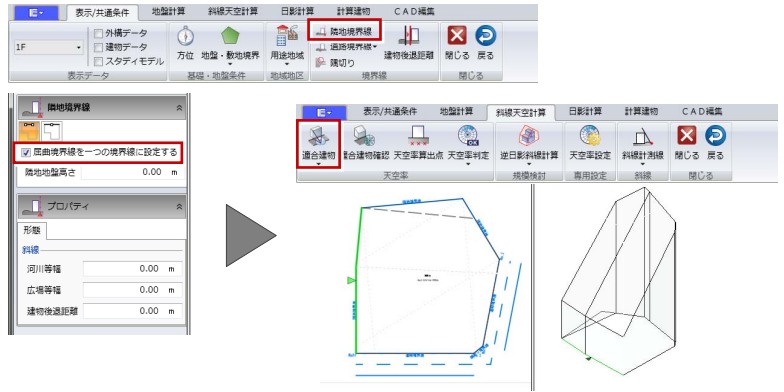 表示/共通条件 地盤計算 斜線天空計算 日影計算 計算建物 CAD編集
1F
外構データ
建物データ
スタディモデル
表示データ
方位 地盤・敷地境界
基礎・地盤条件
用途地域
地域地区
隣地境界線
道路境界線
隅切り
建物後退距離
境界線
閉じる 戻る
閉じる
隣地境界線
屈曲境界線を一つの境界線に設定する
隣地地盤高さ 0.00 m
プロパティ
形態
斜線
河川等幅 0.00 m
広場等幅 0.00 m
建物後退距離 0.00 m
表示/共通条件 地盤計算 斜線天空計算 日影計算 計算建物 CAD編集
適合建物 合建物確認 天空率算出点 天空率判定
天空率
逆日影斜線計算
規模検討
天空率設定
専用設定
斜線計測線
斜線
閉じる 戻る
閉じる